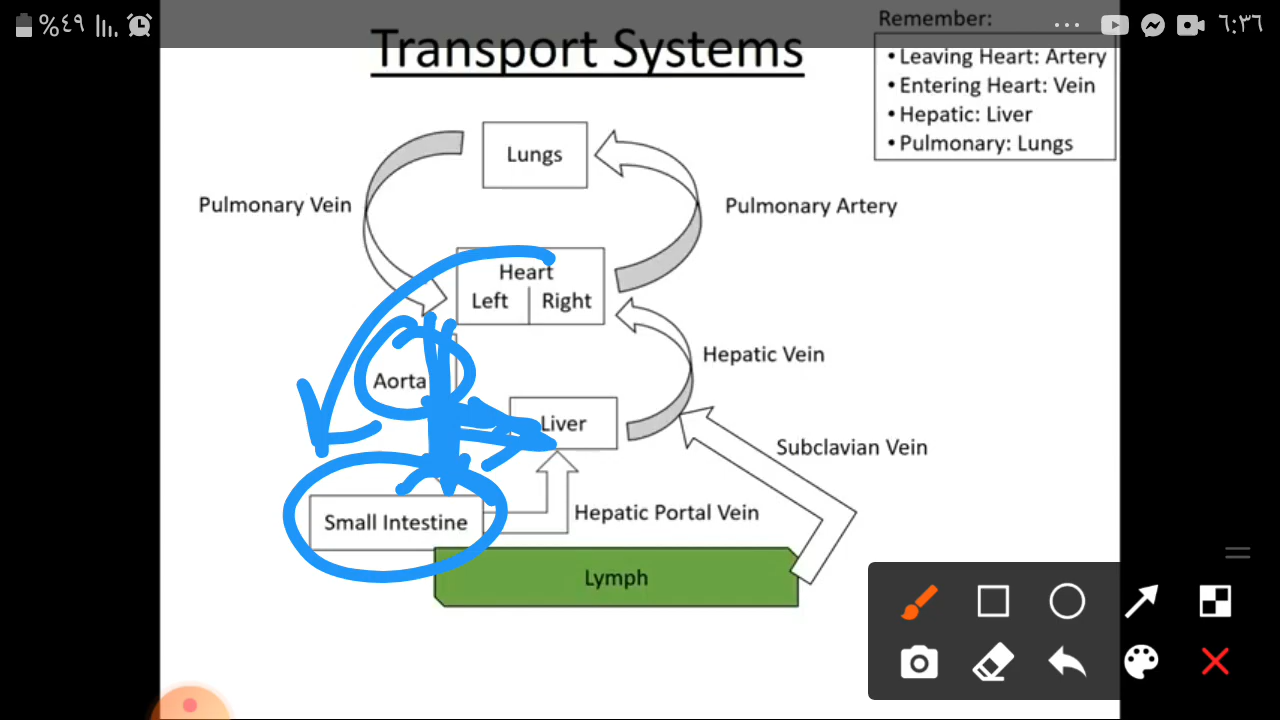 %٤٩
٦:٣٦
Remember:
Transport Systems
• Leaving Heart: Artery
• Entering Heart: Vein
• Hepatic: Liver
• Pulmonary: Lungs
Lungs
Pulmonary Vein
Pulmonary Artery
Heart
Left Right
Hepatic Vein
Aorta
Liver
Subclavian Vein
Hepatic Portal Vein
Small Intestine
Lymph